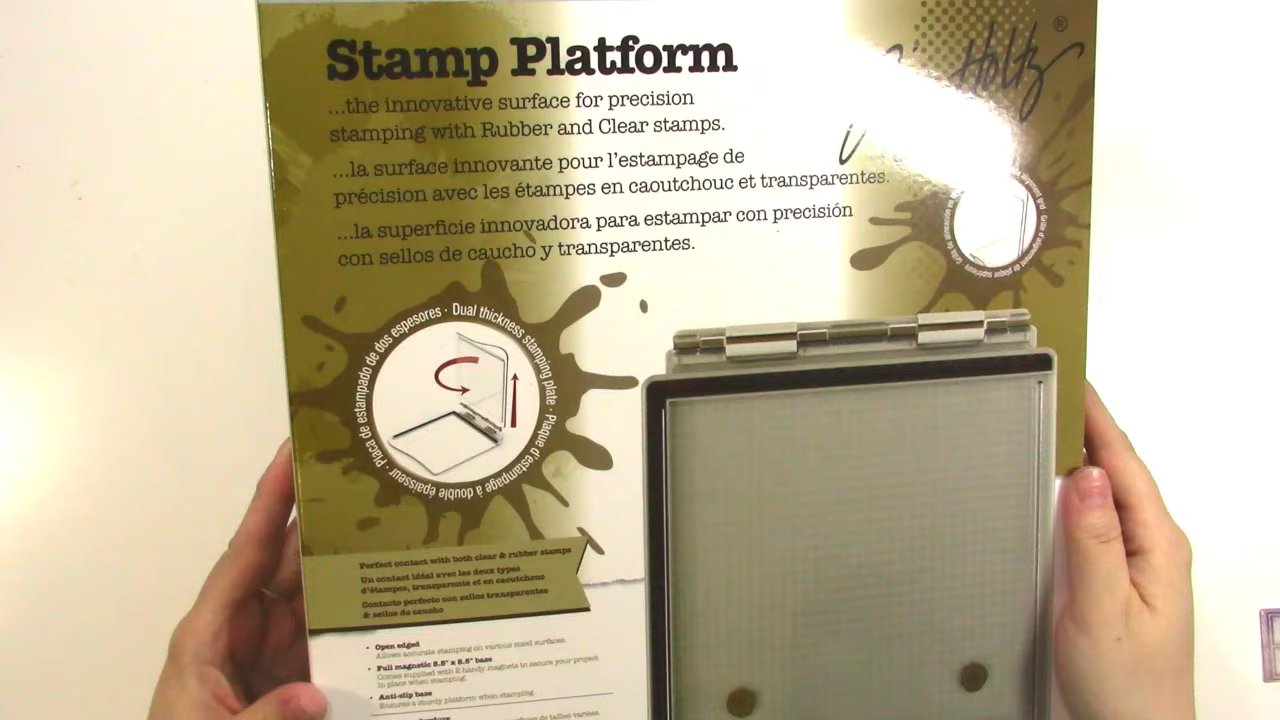 Stamp Platform
Holtz®
...the innovative surface for precision
stamping with Rubber and Clear stamps.
...la surface innovante pour l'estampage de
précision avec les étampes en caoutchouc et transparentes.
...la superficie innovadora para estampar con precisión
con sellos de caucho y transparentes.
Dual thickness stamping plate · Plaque d'estampage à double épaisseur · Placa de estampado de dos espesores ·
Perfect contact with both clear & rubber stamps
Un contact idéal avec les deux types
d'étampes, transparents et en caoutchouc
Contacto perfecto con sellos transparentes
& sellos de caucho
• Open edged
Allows accurate stamping on various sized surfaces.
• Full magnetic 8.5" x 8.5" base
Comes supplied with 2 handy magnets to secure your project
in place when stamping.
• Anti-slip base
Ensures a sturdy platform when stamping.